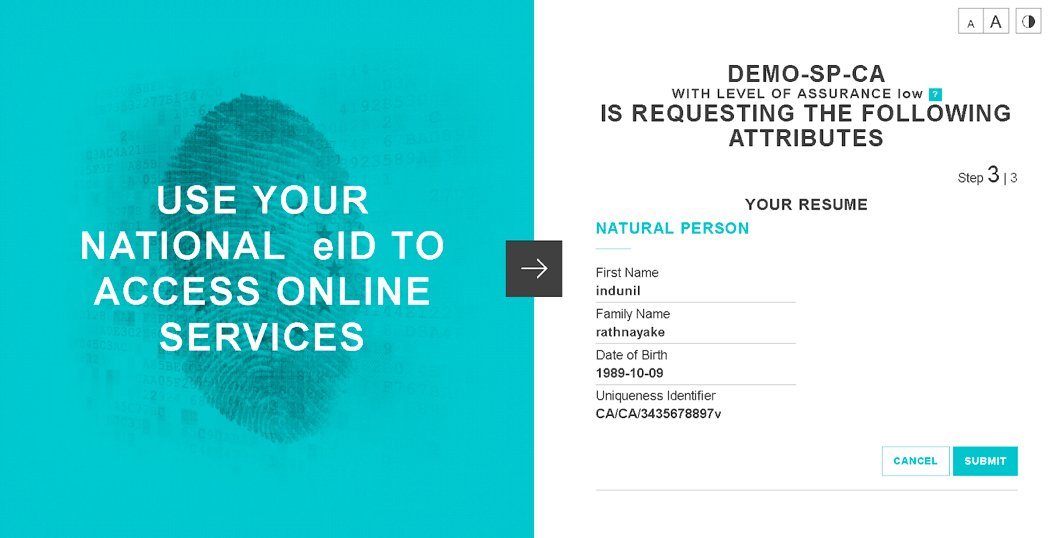 USE YOUR
NATIONAL eID TO
ACCESS ONLINE
SERVICES
A A
DEMO-SP-CA
WITH LEVEL OF ASSURANCE low ?
IS REQUESTING THE FOLLOWING
ATTRIBUTES
Step 3 | 3
YOUR RESUME
NATURAL PERSON
First Name
indunil
Family Name
rathnayake
Date of Birth
1989-10-09
Uniqueness Identifier
CA/CA/3435678897v
CANCEL SUBMIT